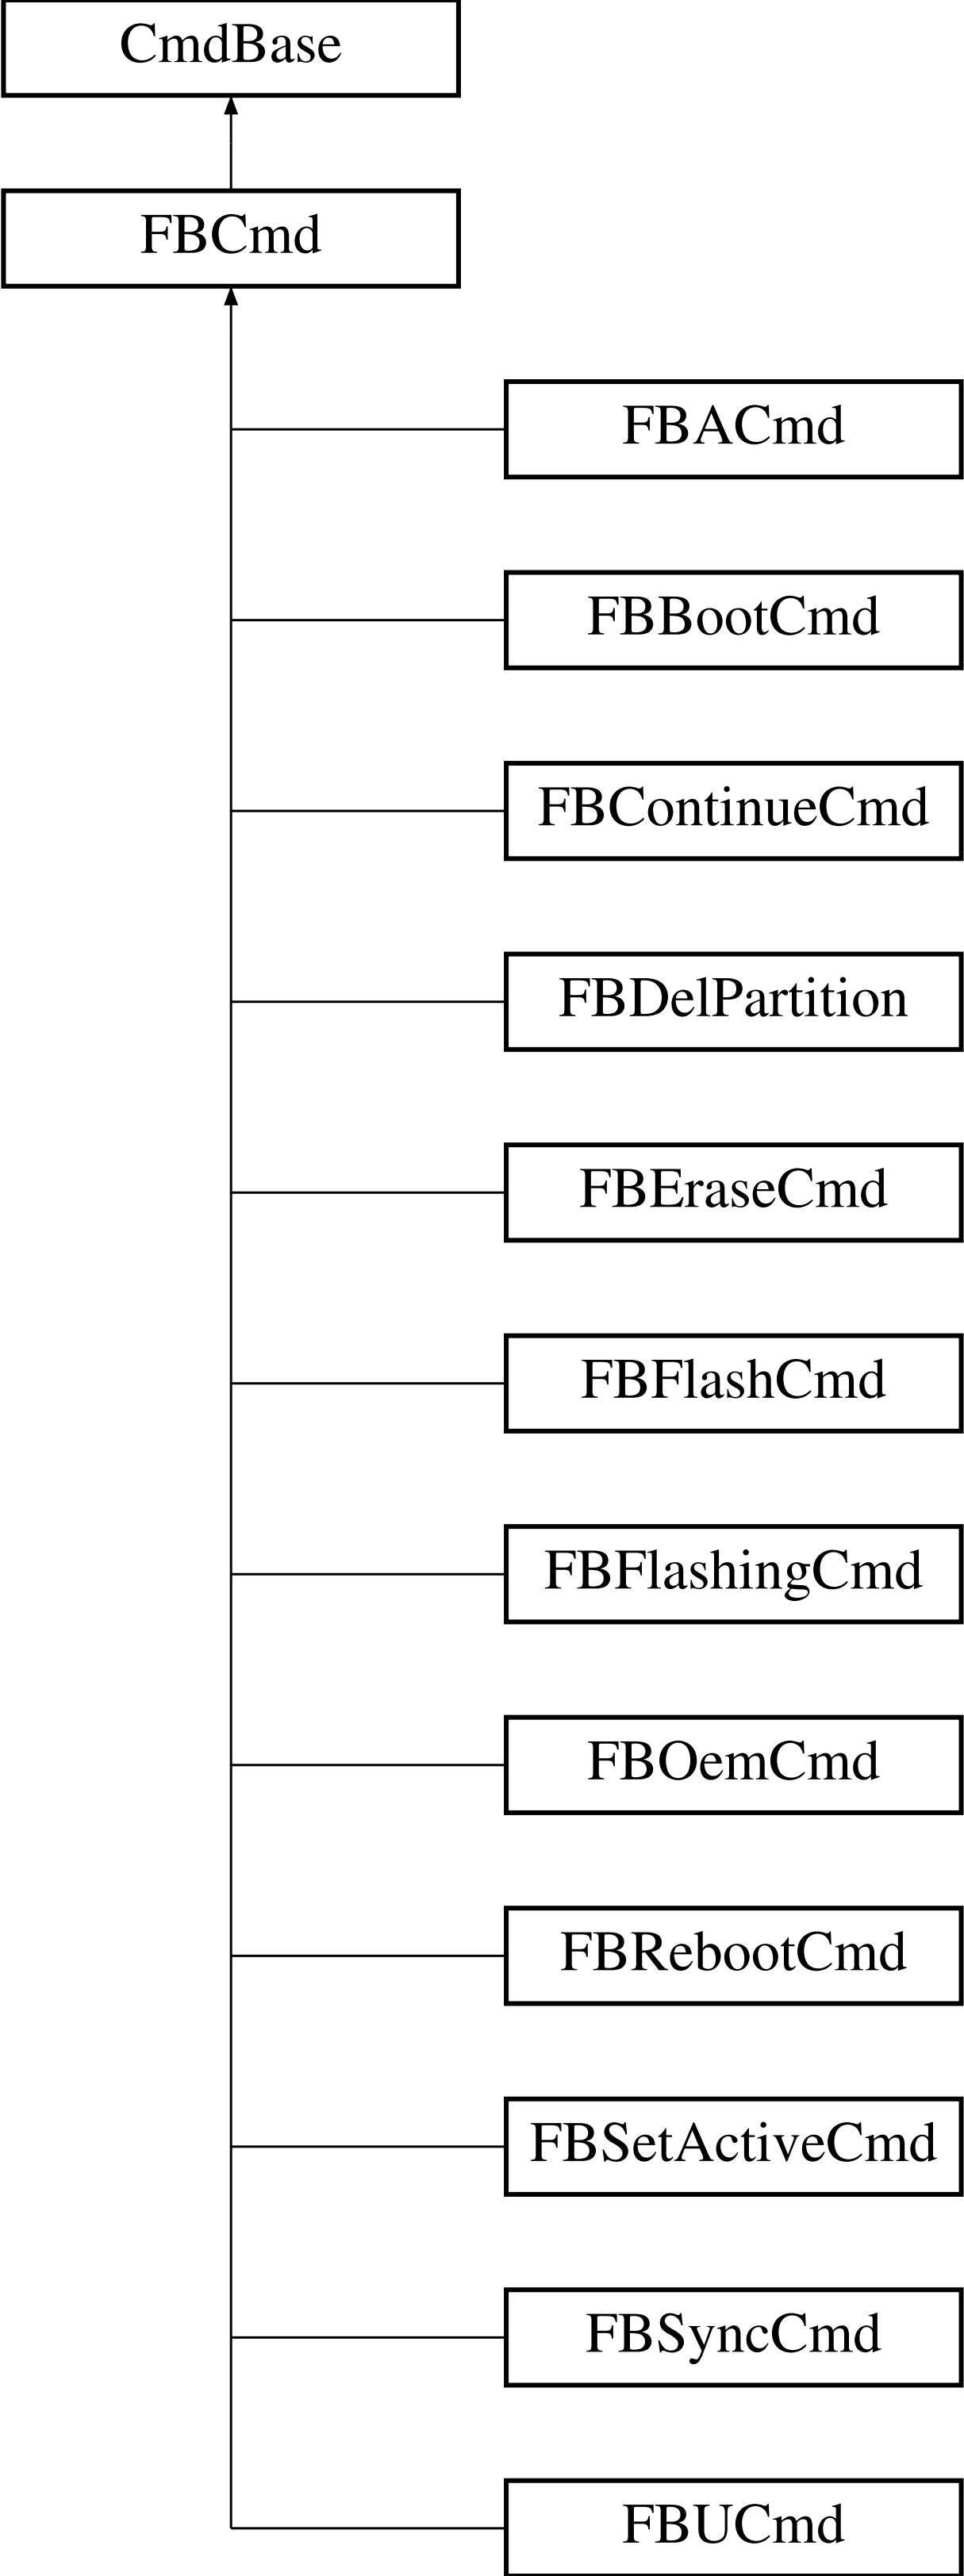 CmdBase
FBCmd
FBACmd
FBBootCmd
FBContinueCmd
FBDelPartition
FBEraseCmd
FBFlashCmd
FBFlashingCmd
FBOemCmd
FBRebootCmd
FBSetActiveCmd
FBSyncCmd
FBUCmd